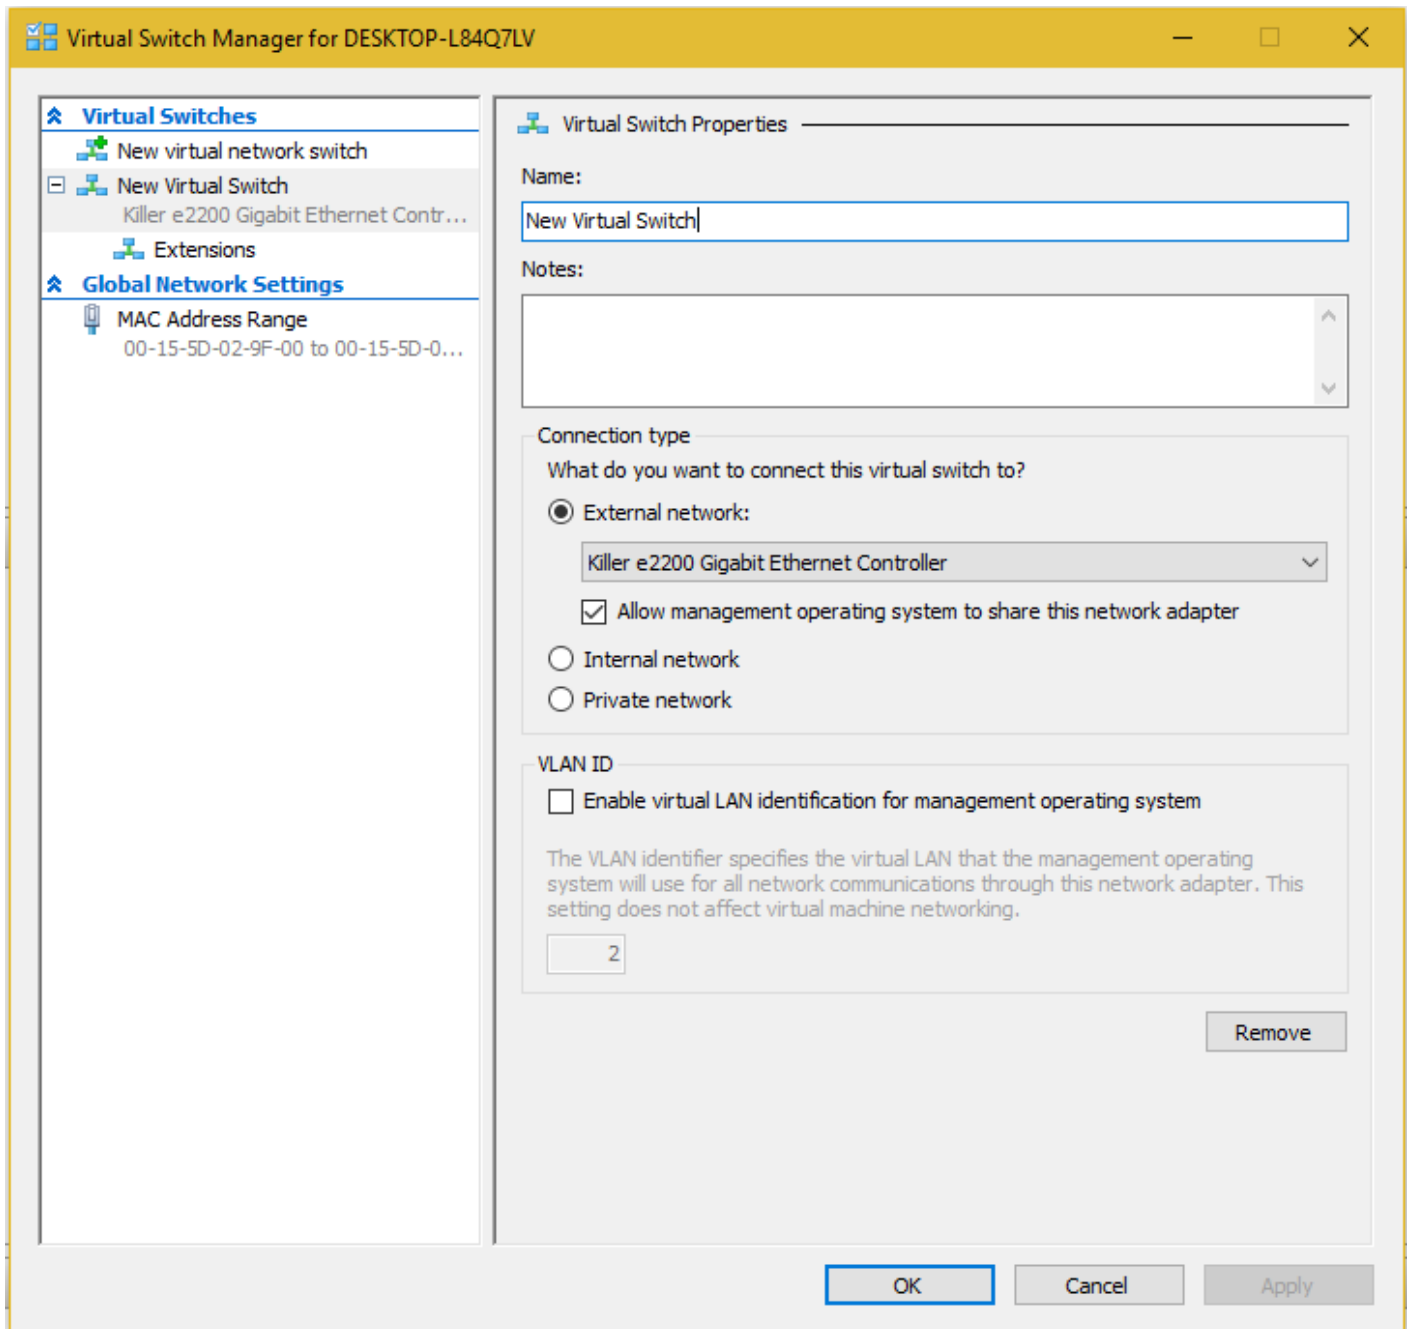 Virtual Switch Manager for DESKTOP-L84Q7LV
Virtual Switches
New virtual network switch
New Virtual Switch
Killer e2200 Gigabit Ethernet Contr...
Extensions
Global Network Settings
MAC Address Range
00-15-5D-02-9F-00 to 00-15-5D-0...
Virtual Switch Properties
Name:
New Virtual Switch
Notes:
Connection type
What do you want to connect this virtual switch to?
External network:
Killer e2200 Gigabit Ethernet Controller
Allow management operating system to share this network adapter
Internal network
Private network
VLAN ID
Enable virtual LAN identification for management operating system
The VLAN identifier specifies the virtual LAN that the management operating
system will use for all network communications through this network adapter. This
setting does not affect virtual machine networking.
2
Remove
OK
Cancel
Apply